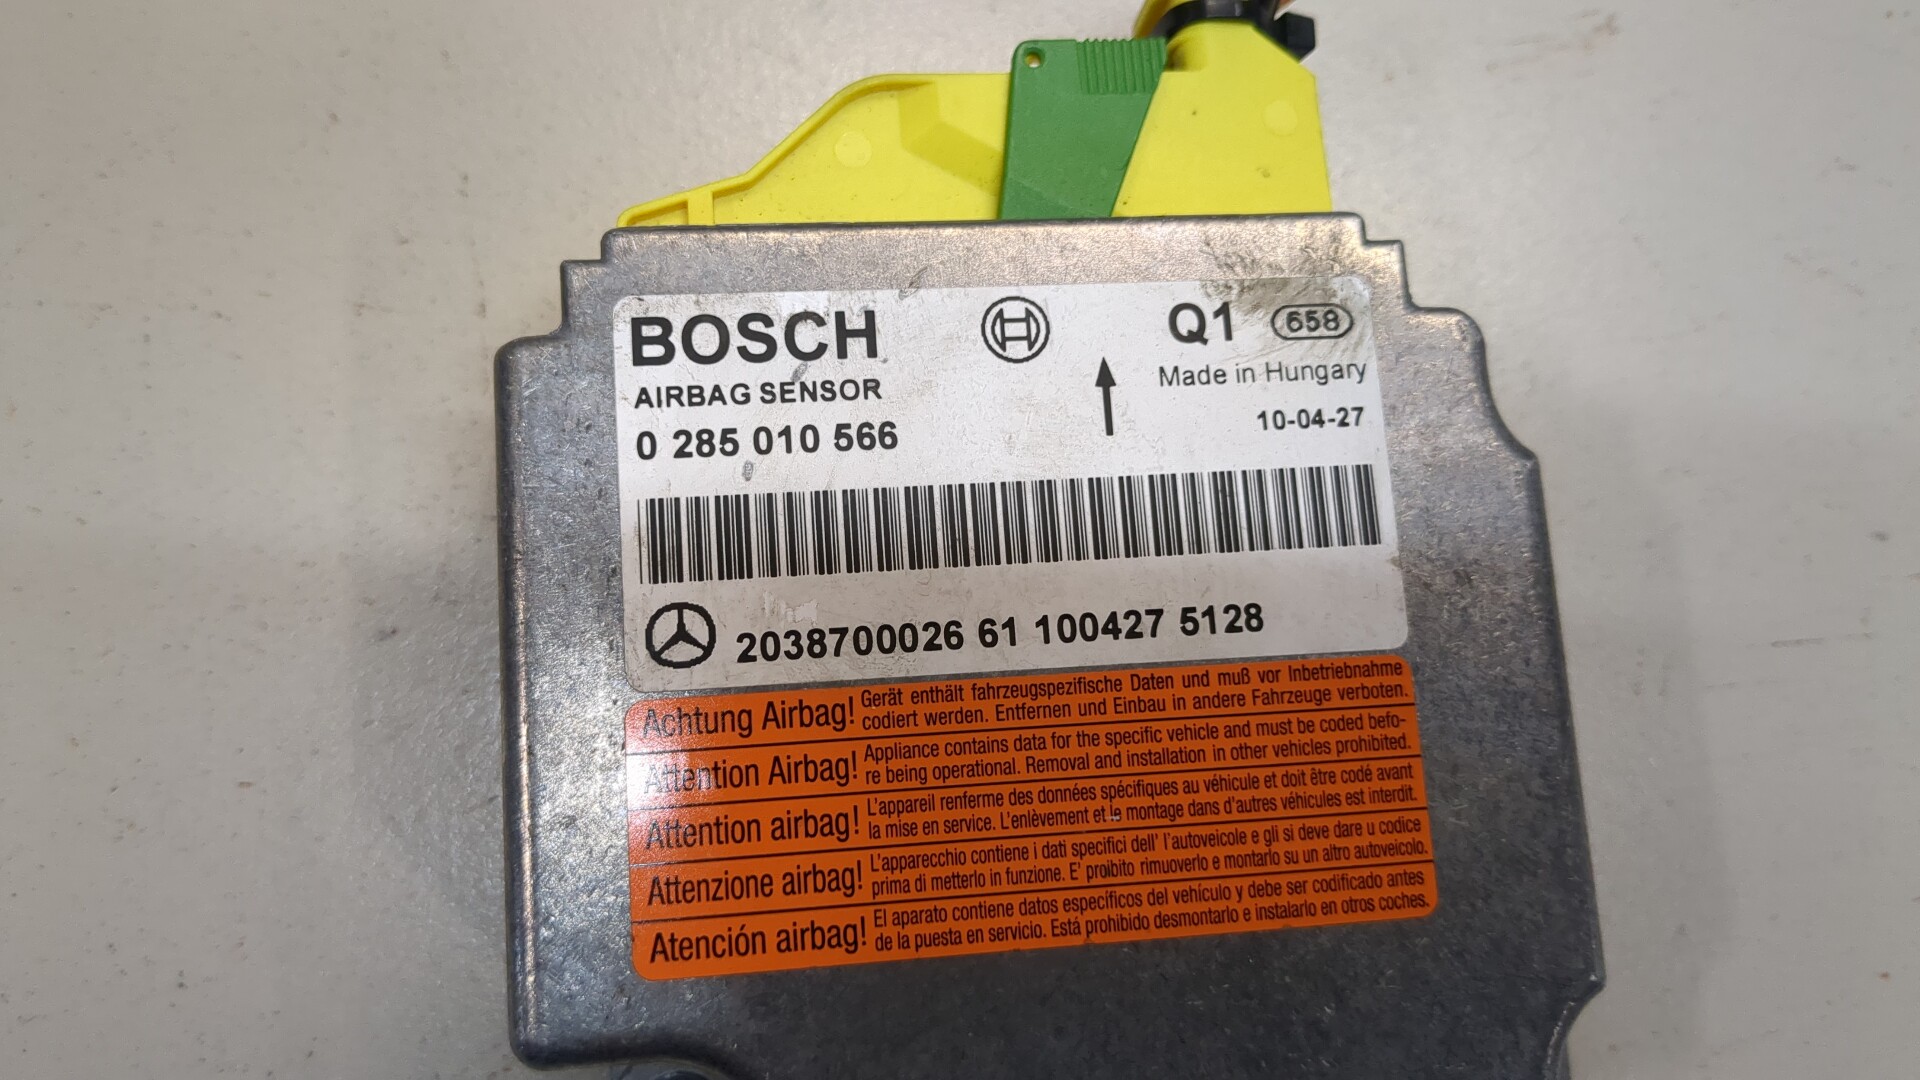 BOSCH
Q1 658
AIRBAG SENSOR
Made in Hungary
0 285 010 566
10-04-27
2038700026 61 100427 5128
Achtung Airbag! Gerät enthält fahrzeugspezifische Daten und muß vor Inbetriebnahme
codiert werden. Entfernen und Einbau in andere Fahrzeuge verboten.
Attention Airbag! Appliance contains data for the specific vehicle and must be coded befo-
re being operational. Removal and installation in other vehicles prohibited.
Attention airbag! L'appareil renferme des données spécifiques au véhicule et doit être codé avant
la mise en service. L'enlèvement et le montage dans d'autres véhicules est interdit.
Attenzione airbag! L'apparecchio contiene i dati specifici dell' l'autoveicole e gli si deve dare u codice
prima di metterlo in funzione. E' proibito rimuoverlo e montarlo su un altro autoveicolo.
Atención airbag! El aparato contiene datos específicos del vehículo y debe ser codificado antes
de la puesta en servicio. Está prohibido desmontarlo e instalarlo en otros coches.